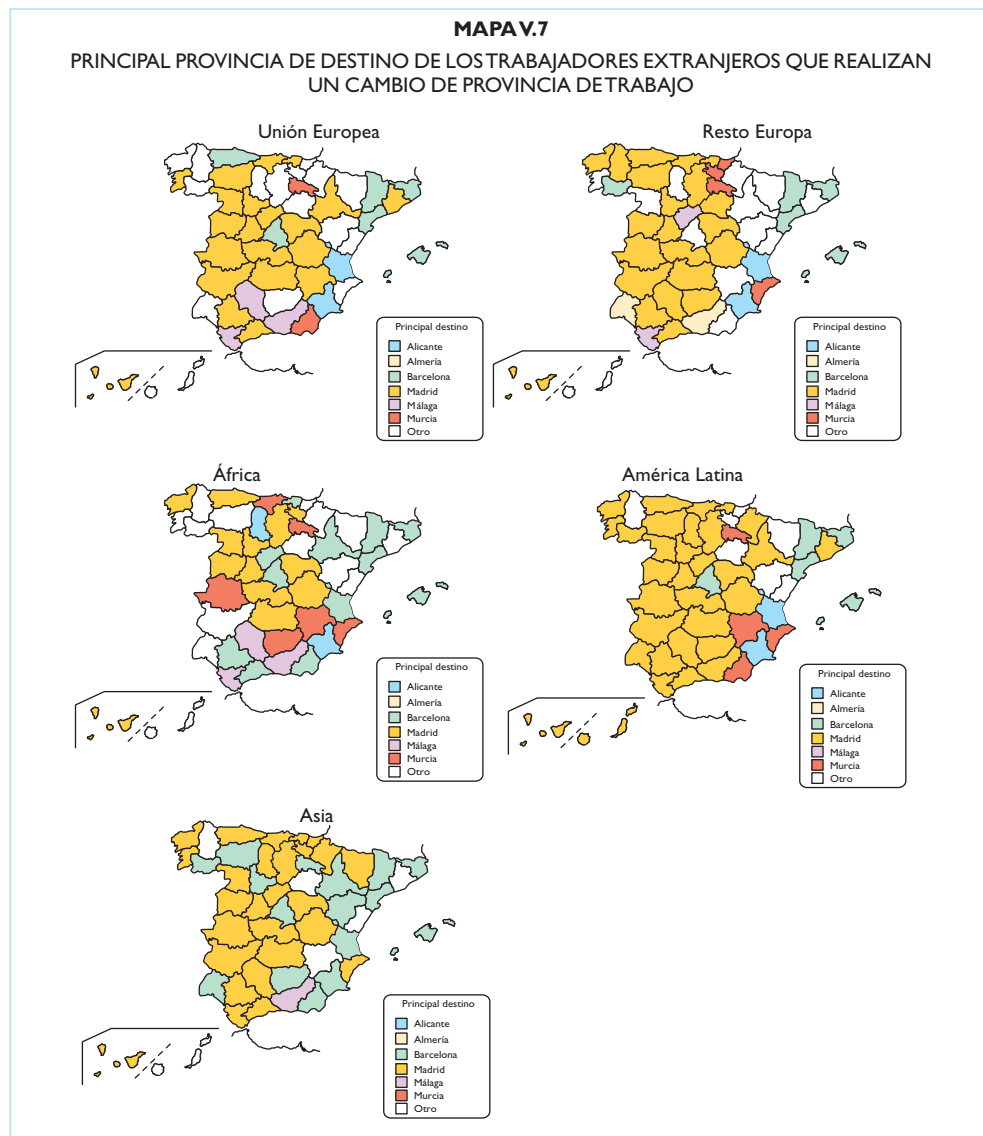 MAPA V.7
PRINCIPAL PROVINCIA DE DESTINO DE LOS TRABAJADORES EXTRANJEROS QUE REALIZAN
UN CAMBIO DE PROVINCIA DE TRABAJO
Unión Europea
Principal destino
Alicante
Almería
Barcelona
Madrid
Málaga
Murcia
Otro
Resto Europa
Principal destino
Alicante
Almería
Barcelona
Madrid
Málaga
Murcia
Otro
África
Principal destino
Alicante
Almería
Barcelona
Madrid
Málaga
Murcia
Otro
América Latina
Principal destino
Alicante
Almería
Barcelona
Madrid
Málaga
Murcia
Otro
Asia
Principal destino
Alicante
Almería
Barcelona
Madrid
Málaga
Murcia
Otro